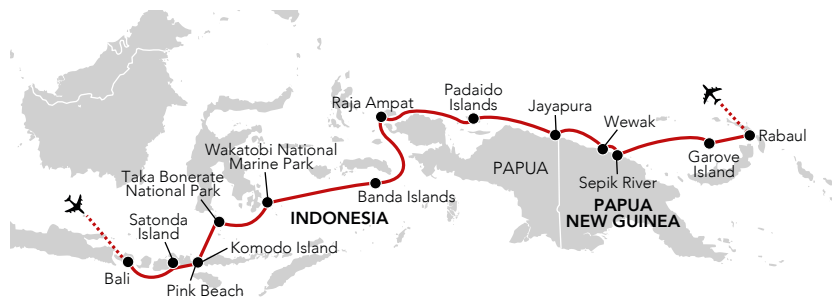 Raja Ampat
Padaido
Islands
Jayapura
Wewak
Rabaul
Garove
Island
Sepik River
PAPUA
PAPUA
NEW GUINEA
Wakatobi National
Marine Park
Taka Bonerate
National Park
Banda Islands
INDONESIA
Satonda
Island
Komodo Island
Bali
Pink Beach